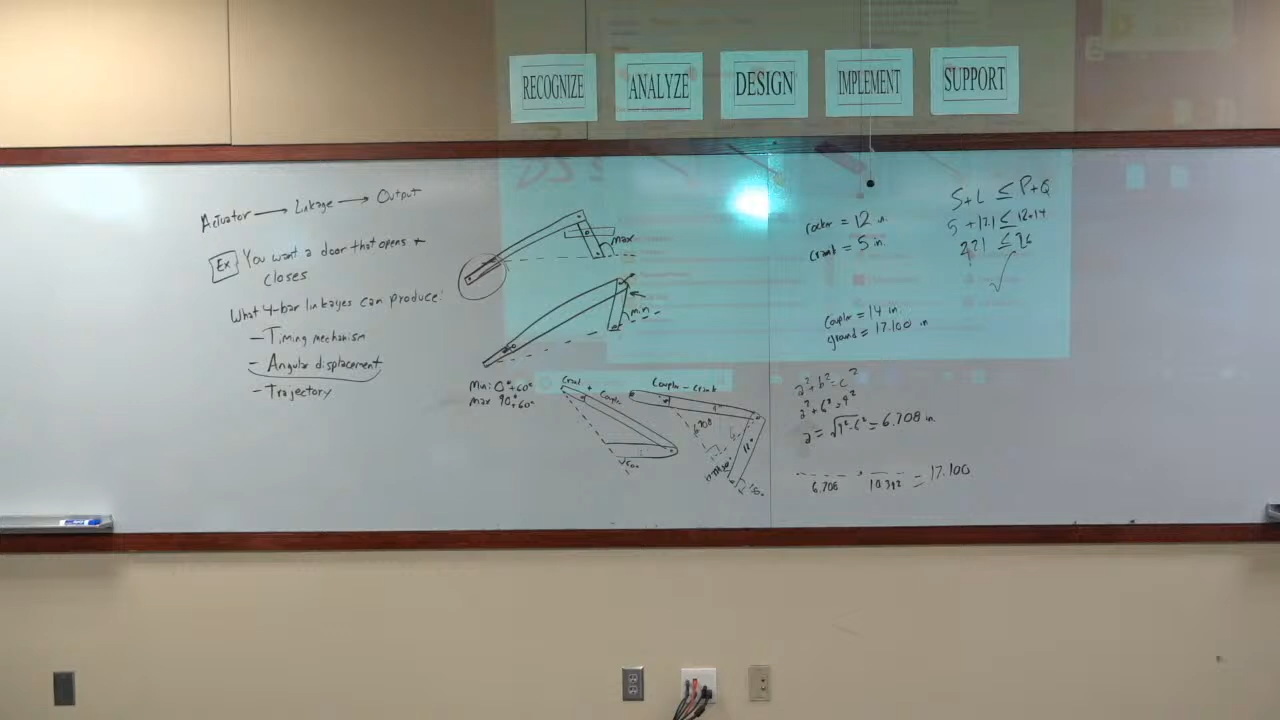 RECOGNIZE
ANALYZE
DESIGN
IMPLEMENT
SUPPORT
Actuator → Linkage → Output
Ex You want a door that opens +
closes
What 4-bar linkages can produce:
- Timing mechanism
- Angular displacement
- Trajectory
max
min
Min: 0°+60°
max 90°+60°
Crank + Coupler
Coupler - Crank
6.708
12"
rocker = 12 in.
crank = 5 in.
coupler = 14 in.
ground = 17.100 in
S+L ≤ P+Q
5 + 17.1 ≤ 12+14
22.1 ≤ 26
✓
a²+b²=c²
a²+6²=9²
a = √9²-6² = 6.708 in
6.708 + 10.392 = 17.100